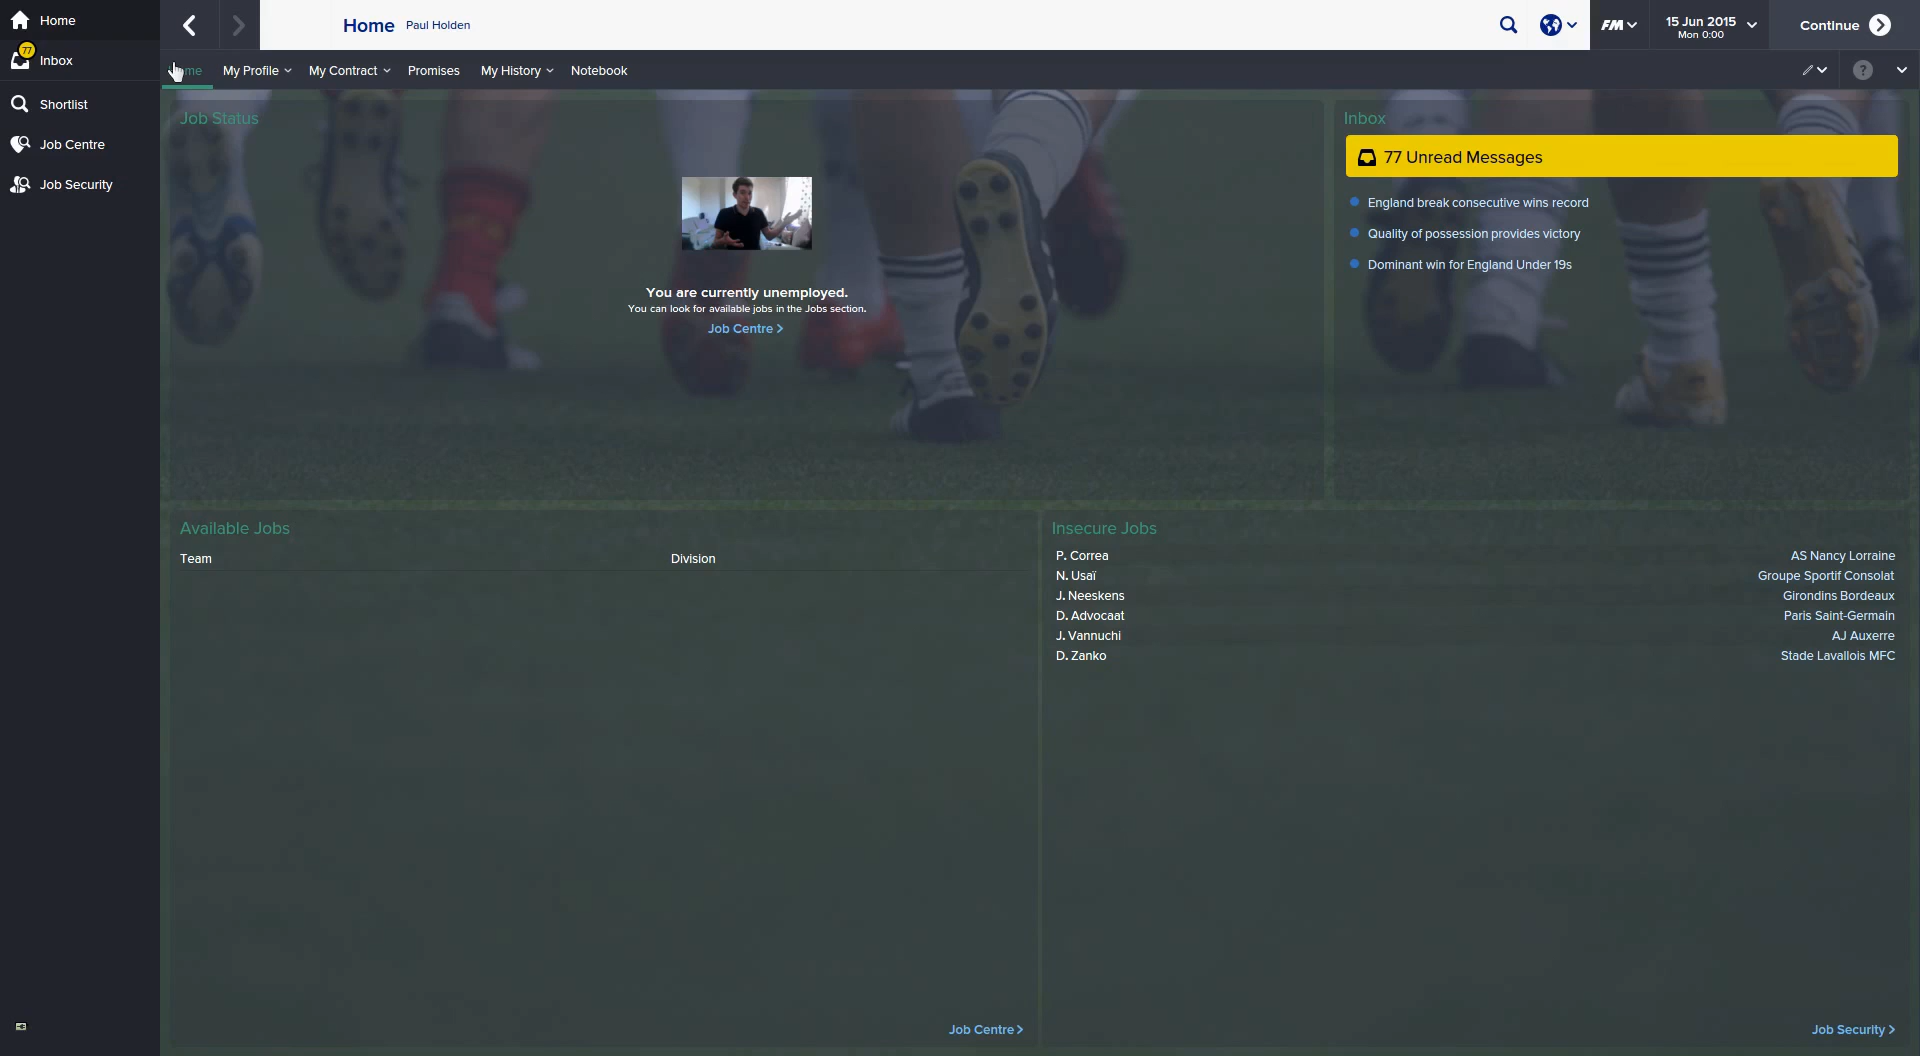 Home
77
Inbox
Shortlist
Job Centre
Job Security
Home Paul Holden
FM
15 Jun 2015
Mon 0:00
Continue
My Profile
My Contract
Promises
My History
Notebook
?
Job Status
You are currently unemployed.
You can look for available jobs in the Jobs section.
Job Centre >
Inbox
77 Unread Messages
England break consecutive wins record
Quality of possession provides victory
Dominant win for England Under 19s
Available Jobs
Team Division
Job Centre >
Insecure Jobs
P. Correa AS Nancy Lorraine
N. Usaï Groupe Sportif Consolat
J. Neeskens Girondins Bordeaux
D. Advocaat Paris Saint-Germain
J. Vannuchi AJ Auxerre
D. Zanko Stade Lavallois MFC
Job Security >